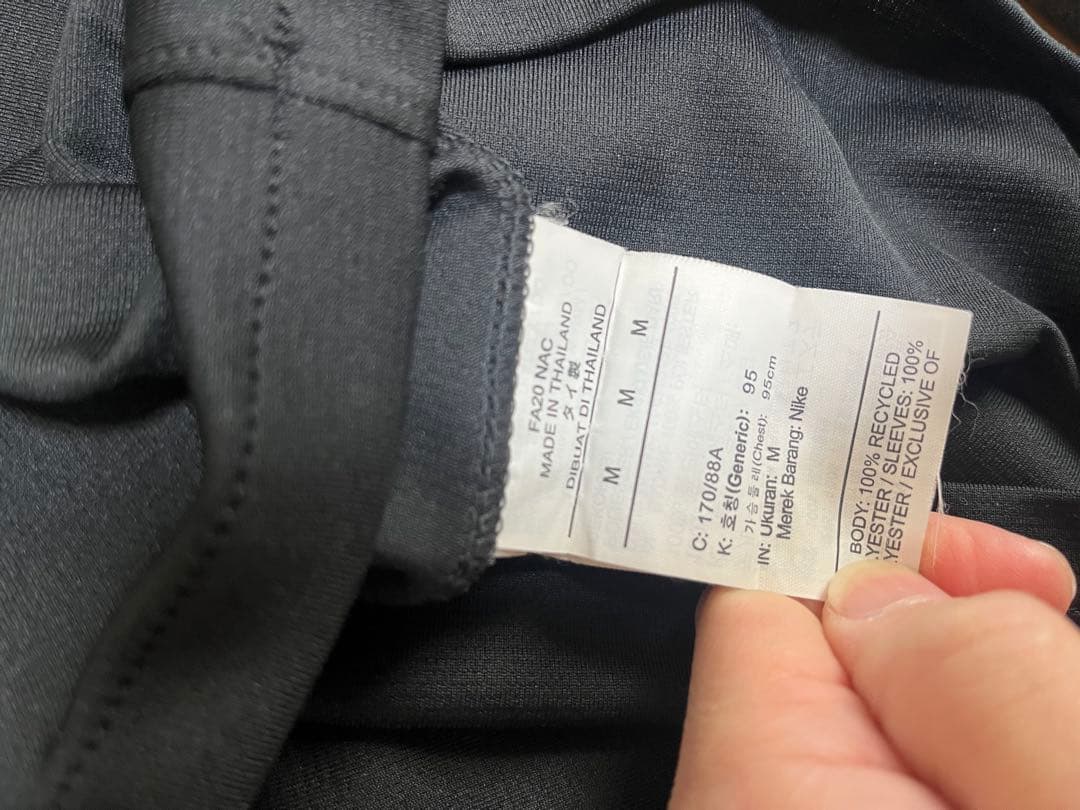 FA20 NAC
MADE IN THAILAND
タイ製
DIBUAT DI THAILAND
M M M
C: 170/88A
K: 호칭(Generic): 95
가슴둘레(Chest): 95cm
IN: Ukuran: M
Merek Barang: Nike
BODY: 100% RECYCLED
YESTER / SLEEVES: 100%
YESTER / EXCLUSIVE OF